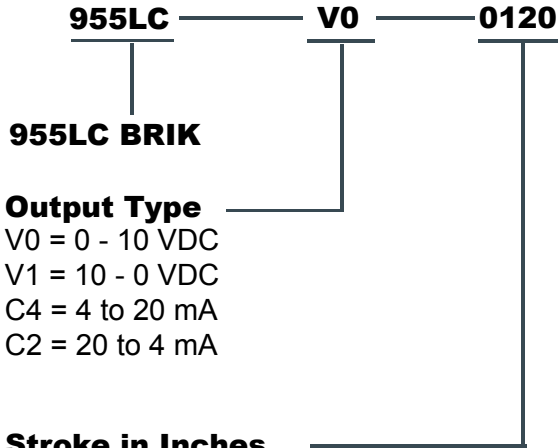 955LC V0 0120
955LC BRIK
Output Type
V0 = 0 - 10 VDC
V1 = 10 - 0 VDC
C4 = 4 to 20 mA
C2 = 20 to 4 mA
Stroke in Inches